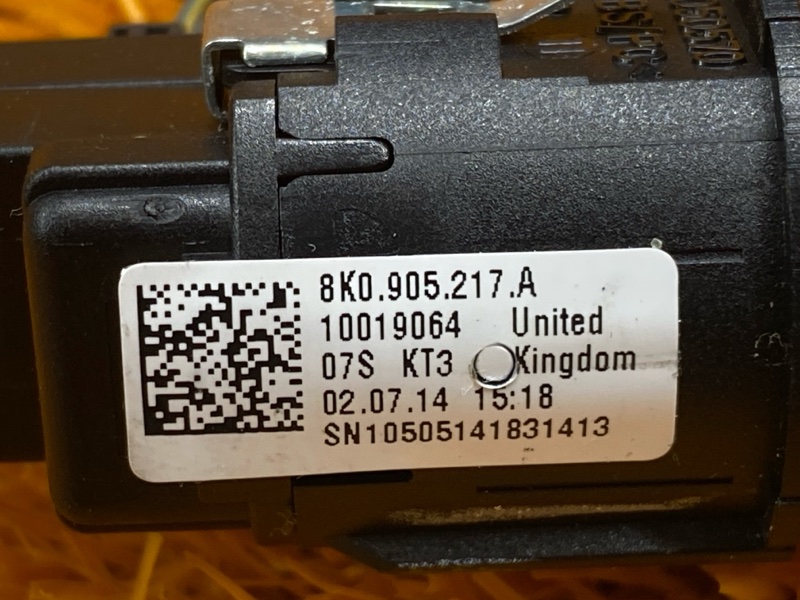 8K0.905.217.A
10019064 United
07S KT3 Kingdom
02.07.14 15:18
SN10505141831413